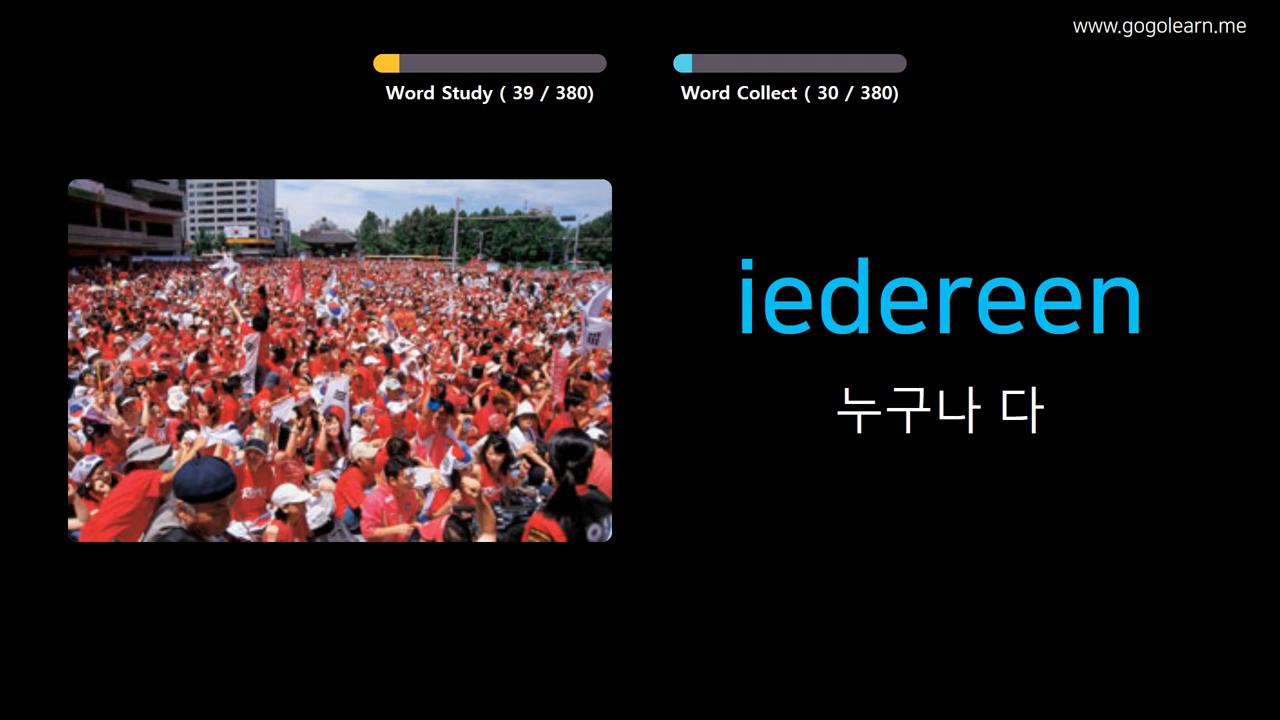 www.gogolearn.me
Word Study ( 39 / 380)
Word Collect ( 30 / 380)
iedereen
누구나 다